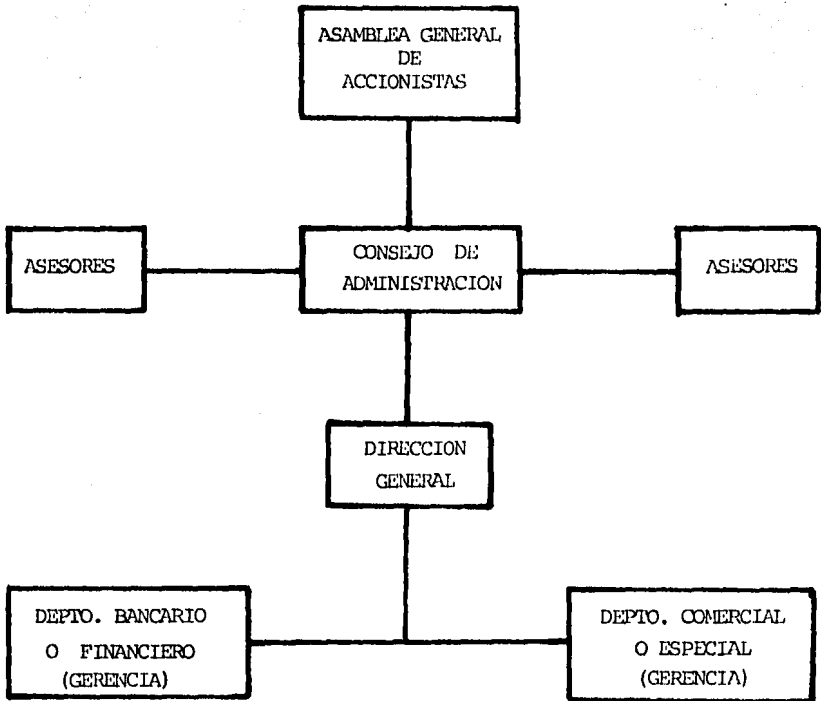 ASAMBLEA GENERAL
DE
ACCIONISTAS
ASESORES
CONSEJO DE
ADMINISTRACION
ASESORES
DIRECCION
GENERAL
DEPTO. BANCARIO
O FINANCIERO
(GERENCIA)
DEPTO. COMERCIAL
O ESPECIAL
(GERENCIA)